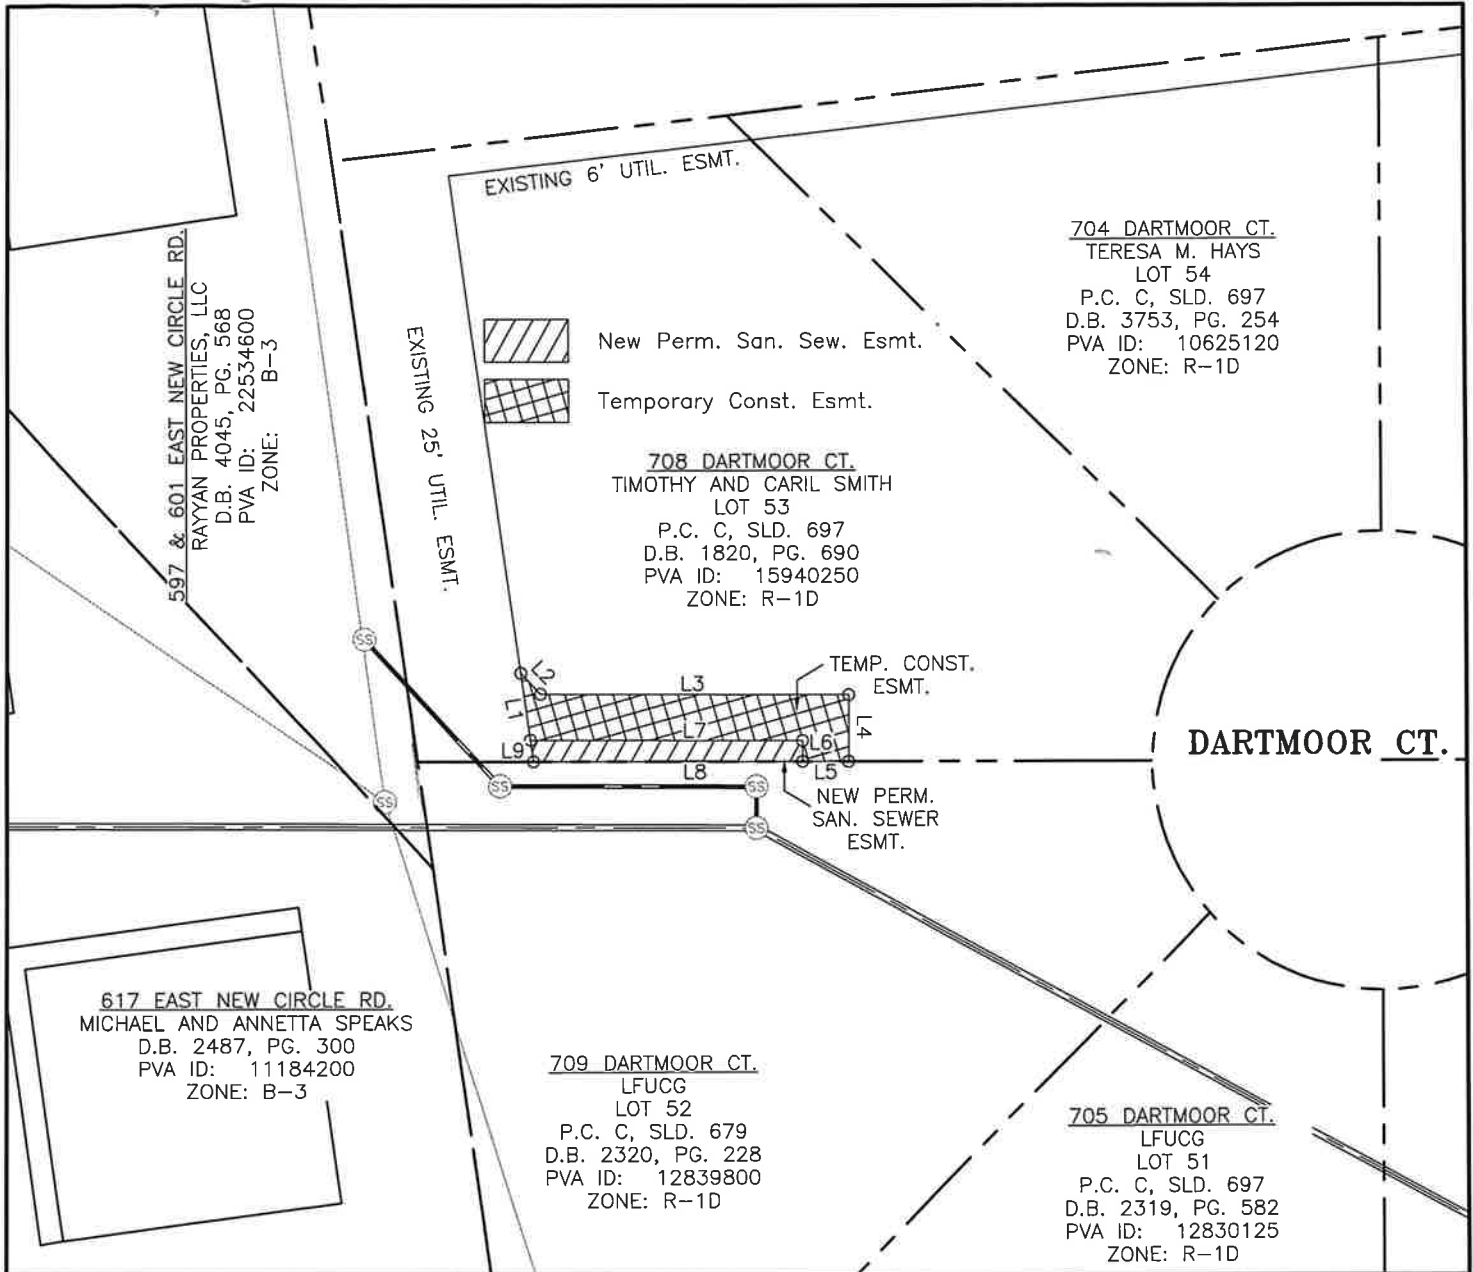 EXISTING 6' UTIL. ESMT.
704 DARTMOOR CT.
TERESA M. HAYS
LOT 54
P.C. C, SLD. 697
D.B. 3753, PG. 254
PVA ID: 10625120
ZONE: R-1D
597 & 601 EAST NEW CIRCLE RD.
RAYYAN PROPERTIES, LLC
D.B. 4045, PG. 568
PVA ID: 22534600
ZONE: B-3
EXISTING 25' UTIL. ESMT.
New Perm. San. Sew. Esmt.
Temporary Const. Esmt.
708 DARTMOOR CT.
TIMOTHY AND CARIL SMITH
LOT 53
P.C. C, SLD. 697
D.B. 1820, PG. 690
PVA ID: 15940250
ZONE: R-1D
SS
L2
L1
L3
TEMP. CONST.
ESMT.
L4
L7
L6
L9
L8
L5
DARTMOOR CT.
SS
SS
SS
SS
NEW PERM.
SAN. SEWER
ESMT.
617 EAST NEW CIRCLE RD.
MICHAEL AND ANNETTA SPEAKS
D.B. 2487, PG. 300
PVA ID: 11184200
ZONE: B-3
709 DARTMOOR CT.
LFUCG
LOT 52
P.C. C, SLD. 679
D.B. 2320, PG. 228
PVA ID: 12839800
ZONE: R-1D
705 DARTMOOR CT.
LFUCG
LOT 51
P.C. C, SLD. 697
D.B. 2319, PG. 582
PVA ID: 12830125
ZONE: R-1D